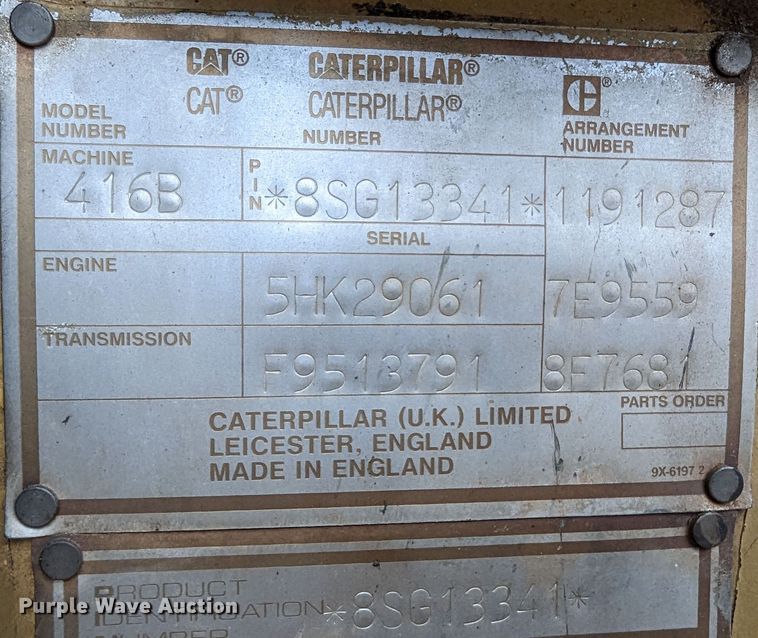 CAT® CATERPILLAR®
CAT® CATERPILLAR® C®
MODEL NUMBER NUMBER ARRANGEMENT NUMBER
MACHINE
416B PIN *8SG13341* 1191287
SERIAL
ENGINE 5HK29061 7E9559
TRANSMISSION F9513791 8E7681
CATERPILLAR (U.K.) LIMITED PARTS ORDER
LEICESTER, ENGLAND
MADE IN ENGLAND 9X-6197 2
PRODUCT
IDENTIFICATION *8SG13341*
NUMBER
Purple Wave Auction